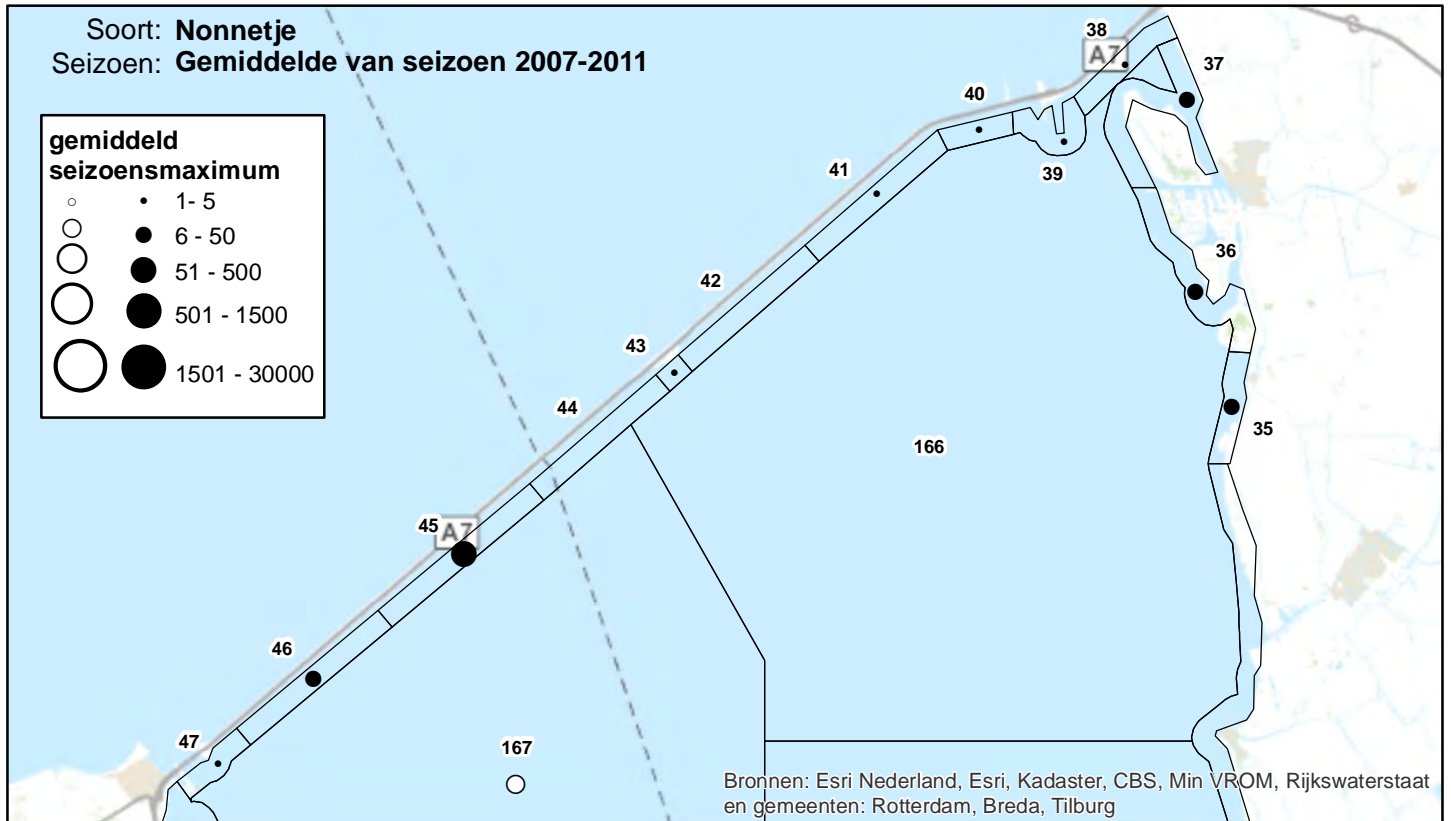 Soort: Nonnetje
Seizoen: Gemiddelde van seizoen 2007-2011
gemiddeld
seizoensmaximum
1- 5
6 - 50
51 - 500
501 - 1500
1501 - 30000
38
A7
37
40
39
41
36
42
43
35
44
166
45
A7
46
47
167
Bronnen: Esri Nederland, Esri, Kadaster, CBS, Min VROM, Rijkswaterstaat
en gemeenten: Rotterdam, Breda, Tilburg